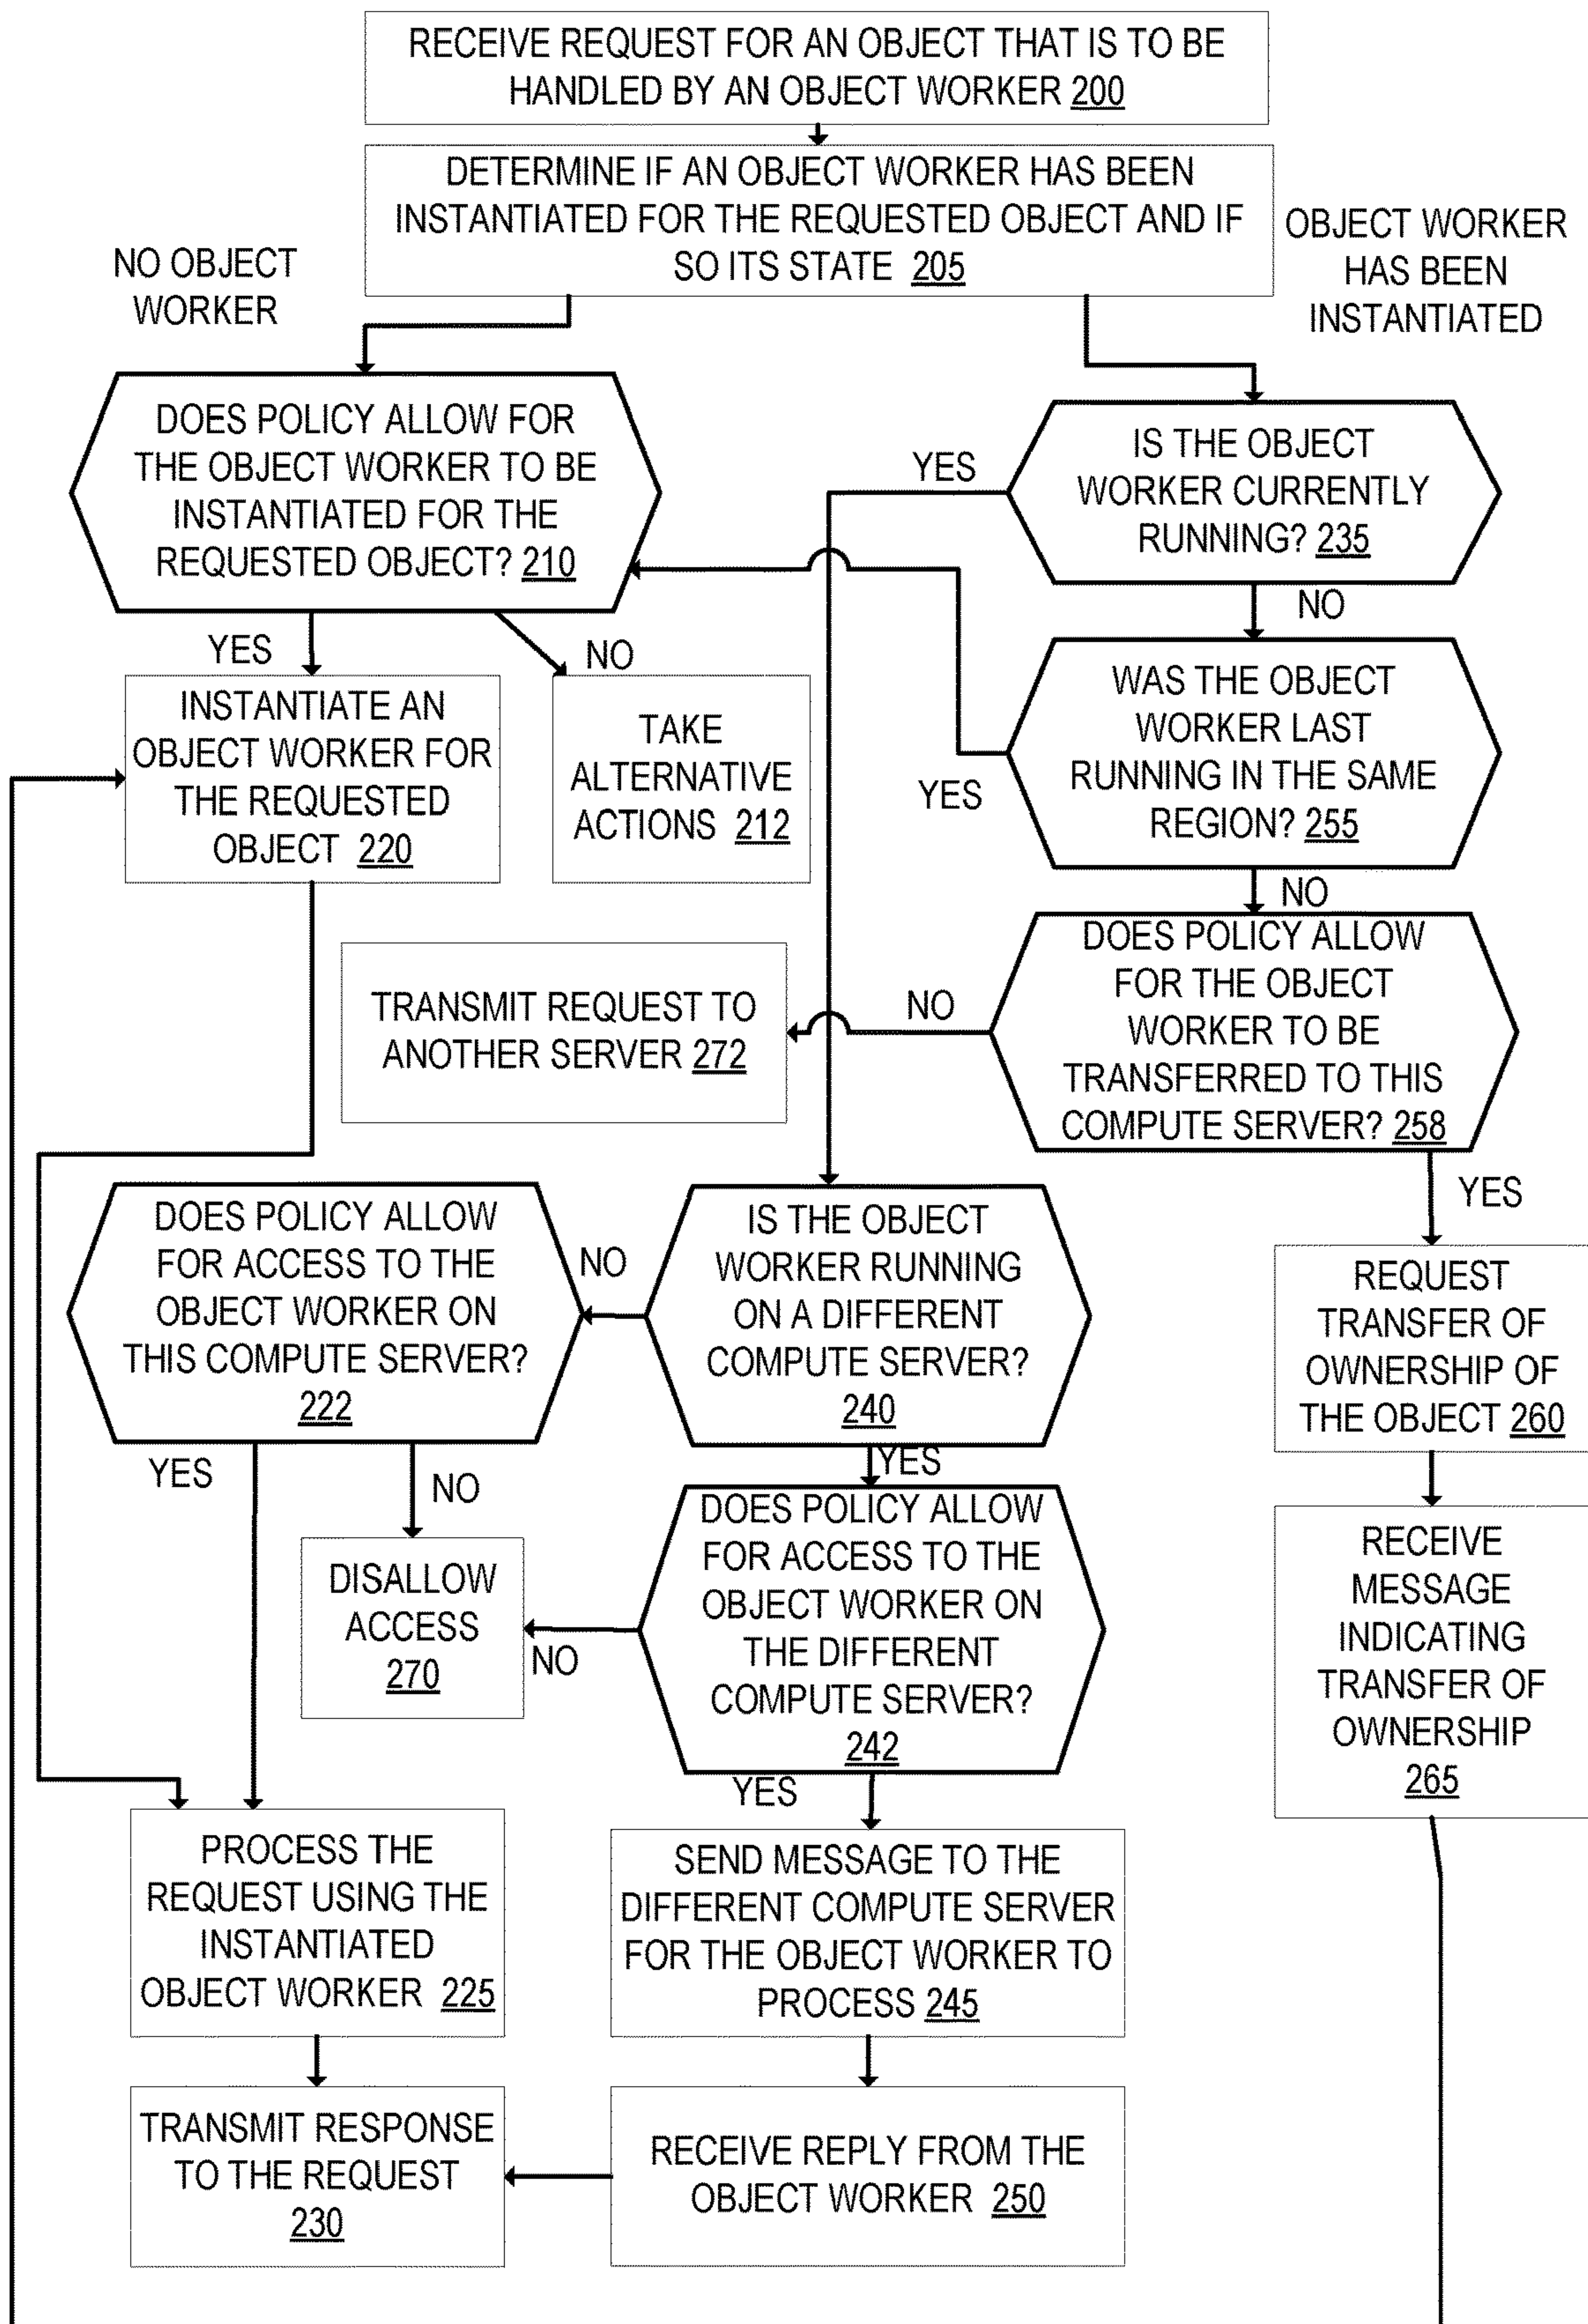 RECEIVE REQUEST FOR AN OBJECT THAT IS TO BE
HANDLED BY AN OBJECT WORKER 200
DETERMINE IF AN OBJECT WORKER HAS BEEN
INSTANTIATED FOR THE REQUESTED OBJECT AND IF
SO ITS STATE 205
NO OBJECT
WORKER
OBJECT WORKER
HAS BEEN
INSTANTIATED
DOES POLICY ALLOW FOR
THE OBJECT WORKER TO BE
INSTANTIATED FOR THE
REQUESTED OBJECT? 210
YES
IS THE OBJECT
WORKER CURRENTLY
RUNNING? 235
NO
YES
NO
INSTANTIATE AN
OBJECT WORKER FOR
THE REQUESTED
OBJECT 220
TAKE
ALTERNATIVE
ACTIONS 212
YES
WAS THE OBJECT
WORKER LAST
RUNNING IN THE SAME
REGION? 255
NO
TRANSMIT REQUEST TO
ANOTHER SERVER 272
NO
DOES POLICY ALLOW
FOR THE OBJECT
WORKER TO BE
TRANSFERRED TO THIS
COMPUTE SERVER? 258
YES
DOES POLICY ALLOW
FOR ACCESS TO THE
OBJECT WORKER ON
THIS COMPUTE SERVER?
222
NO
IS THE OBJECT
WORKER RUNNING
ON A DIFFERENT
COMPUTE SERVER?
240
REQUEST
TRANSFER OF
OWNERSHIP OF
THE OBJECT 260
YES
NO
YES
DISALLOW
ACCESS
270
NO
DOES POLICY ALLOW
FOR ACCESS TO THE
OBJECT WORKER ON
THE DIFFERENT
COMPUTE SERVER?
242
RECEIVE
MESSAGE
INDICATING
TRANSFER OF
OWNERSHIP
265
YES
PROCESS THE
REQUEST USING THE
INSTANTIATED
OBJECT WORKER 225
SEND MESSAGE TO THE
DIFFERENT COMPUTE SERVER
FOR THE OBJECT WORKER TO
PROCESS 245
TRANSMIT RESPONSE
TO THE REQUEST
230
RECEIVE REPLY FROM THE
OBJECT WORKER 250